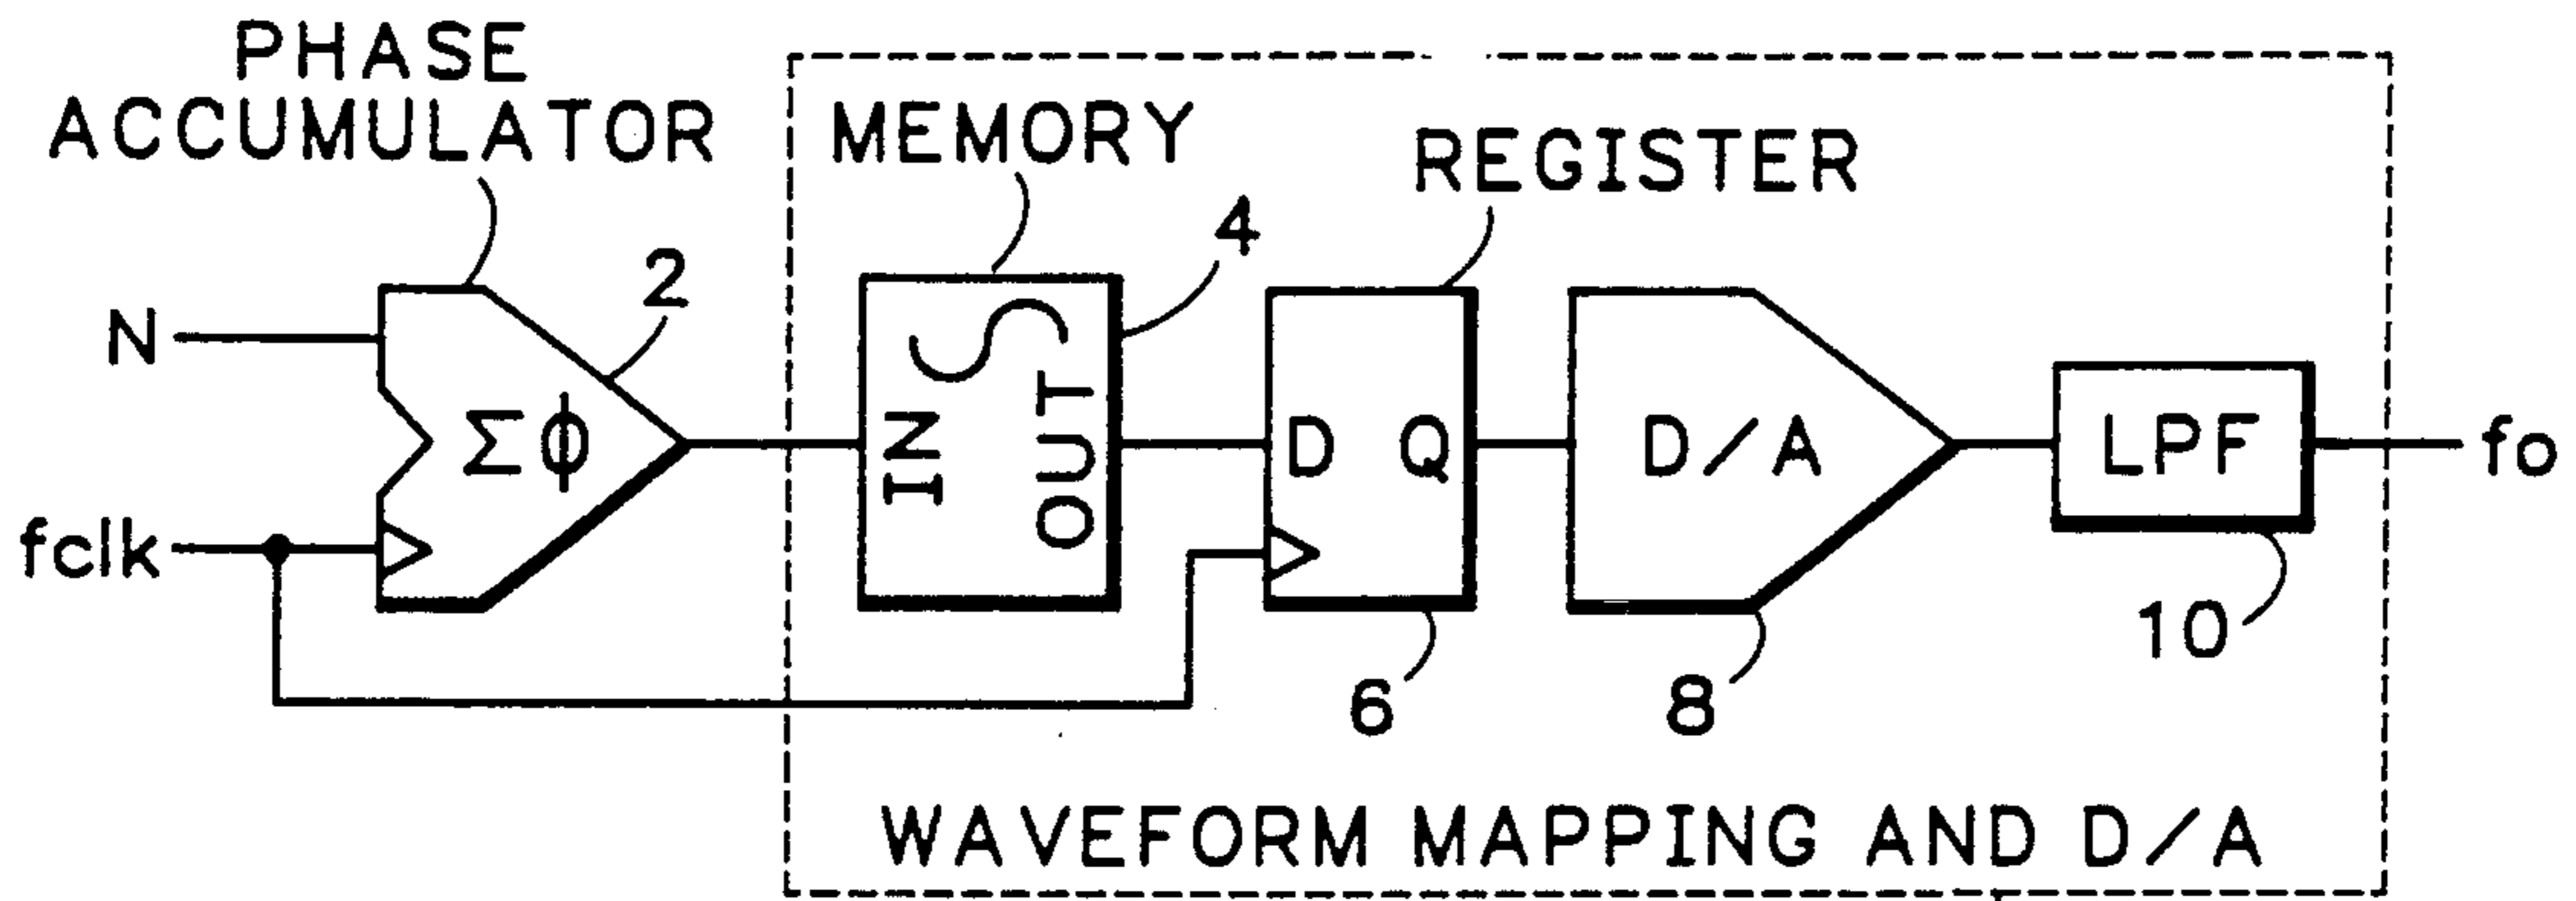 PHASE
ACCUMULATOR
MEMORY
REGISTER
4
2
N
IN
OUT
Σϕ
D Q
D/A
LPF
fo
fclk
10
6
8
WAVEFORM MAPPING AND D/A